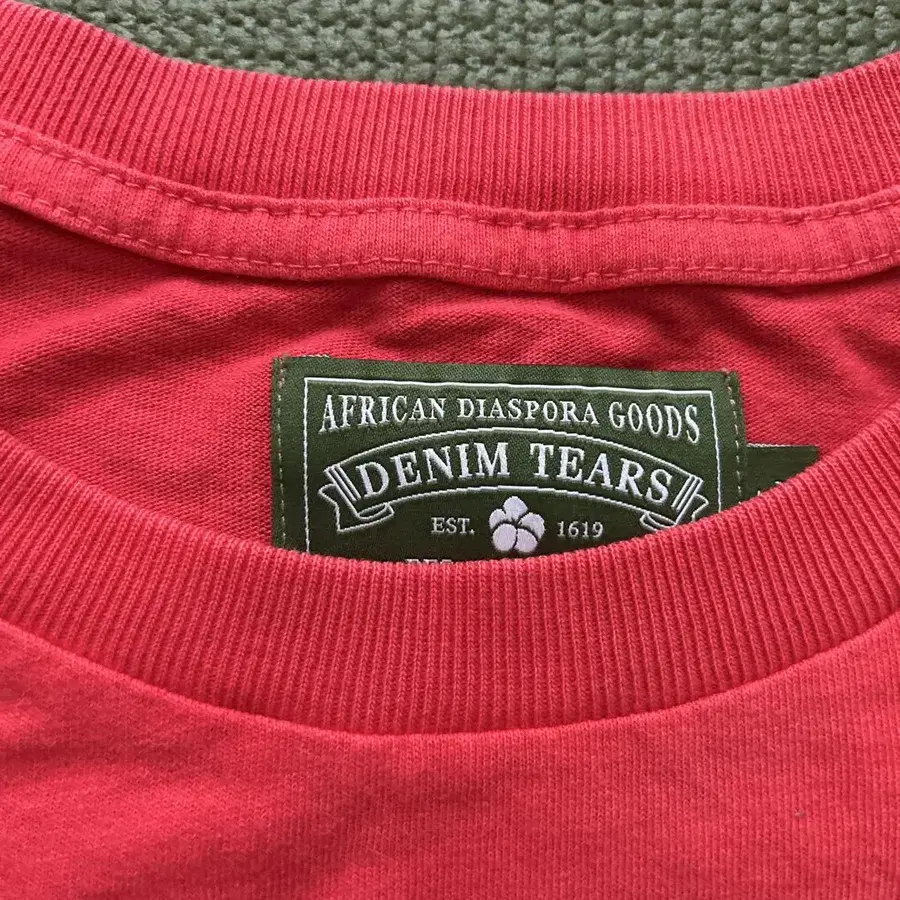 AFRICAN DIASPORA GOODS
DENIM TEARS
EST. 1619